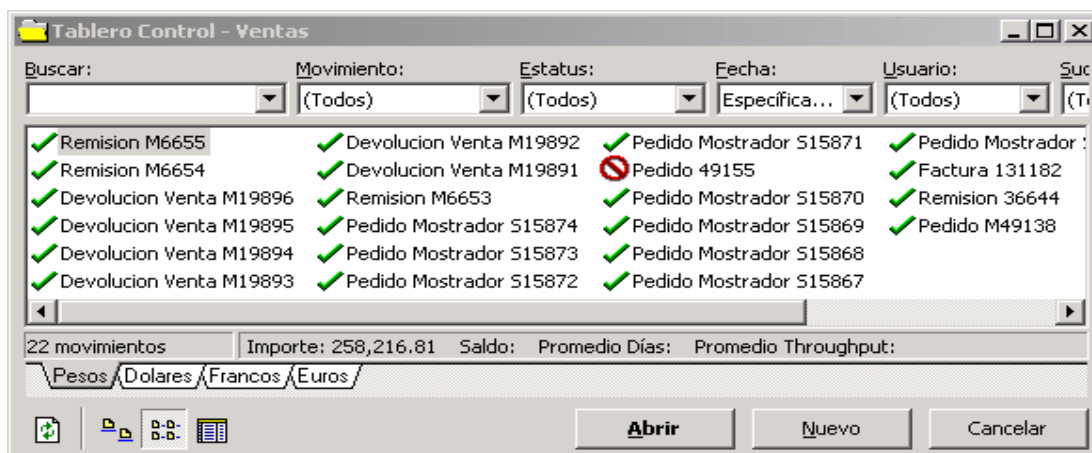 Tablero Control - Ventas
Buscar: Movimiento: Estatus: Fecha: Usuario: Suc
(Todos) (Todos) Específica... (Todos) (T
Remision M6655 Devolucion Venta M19892 Pedido Mostrador S15871 Pedido Mostrador
Remision M6654 Devolucion Venta M19891 Pedido 49155 Factura 131182
Devolucion Venta M19896 Remision M6653 Pedido Mostrador S15870 Remision 36644
Devolucion Venta M19895 Pedido Mostrador S15874 Pedido Mostrador S15869 Pedido M49138
Devolucion Venta M19894 Pedido Mostrador S15873 Pedido Mostrador S15868
Devolucion Venta M19893 Pedido Mostrador S15872 Pedido Mostrador S15867
22 movimientos Importe: 258,216.81 Saldo: Promedio Días: Promedio Throughput:
Pesos Dolares Francos Euros
Abrir Nuevo Cancelar